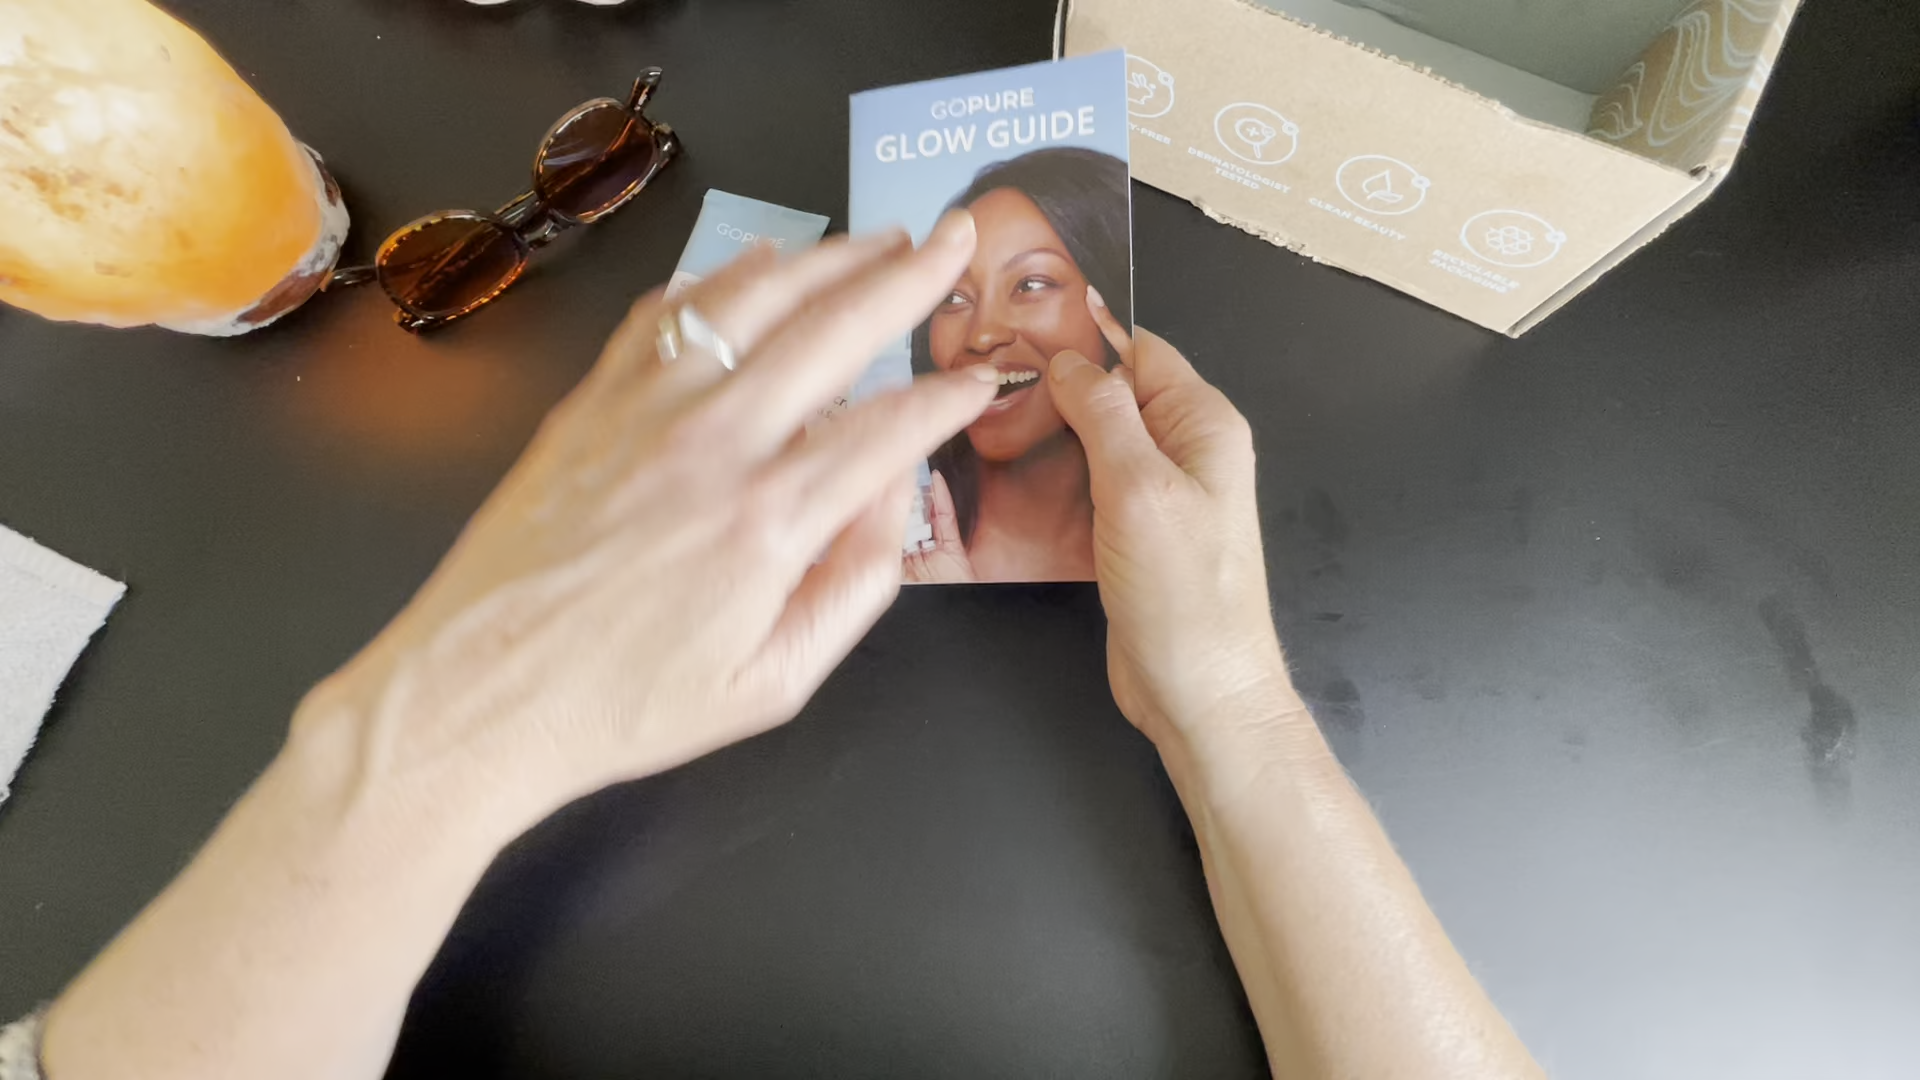 GOPURE
GLOW GUIDE
GOPURE
DERMATOLOGIST
TESTED
CLEAN BEAUTY
RECYCLABLE
PACKAGING